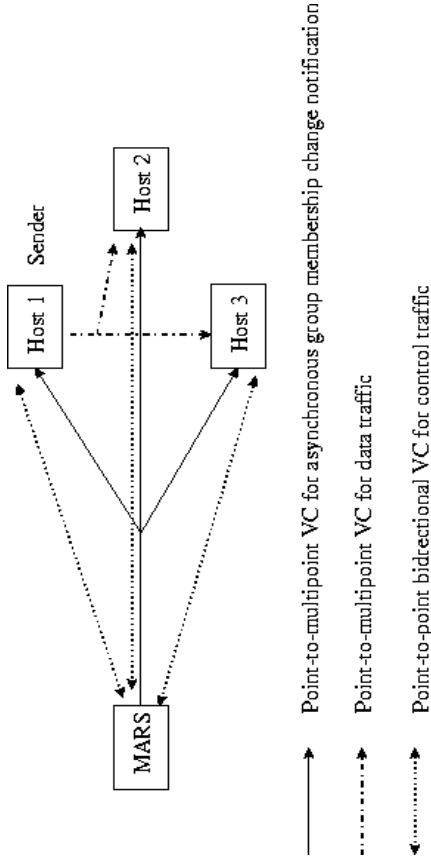 Sender
Host 1
Host 2
Host 3
MARS
Point-to-multipoint VC for asynchronous group membership change notification
Point-to-multipoint VC for data traffic
Point-to-point bidrectional VC for control traffic